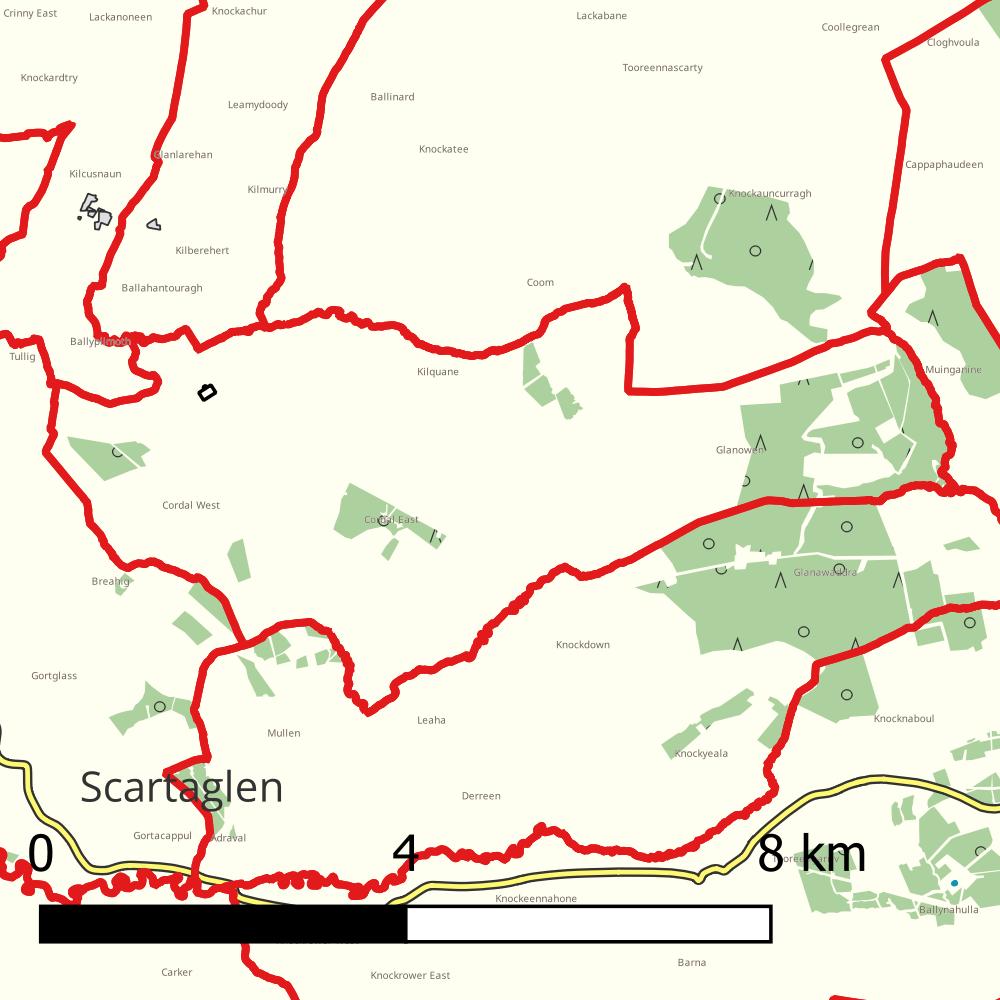 Crinny East
Lackanoneen
Knockachur
Lackabane
Coollegrean
Cloghvoula
Knockardtry
Tooreennascarty
Ballinard
Leamydoody
Knockatee
Glanlarehan
Cappaphaudeen
Kilcusnaun
Kilmurry
Knockauncurragh
Kilberehert
Ballahantouragh
Coom
Ballyplimoth
Tullig
Kilquane
Muinganine
Glanowen
Cordal West
Cordal East
Glanawaddra
Breahig
Knockdown
Gortglass
Leaha
Knocknaboul
Mullen
Knockyeala
Scartaglen
Derreen
Gortacappul
Adraval
0 4 8 km
Knockeennahone
Ballynahulla
Barna
Carker
Knockrower East